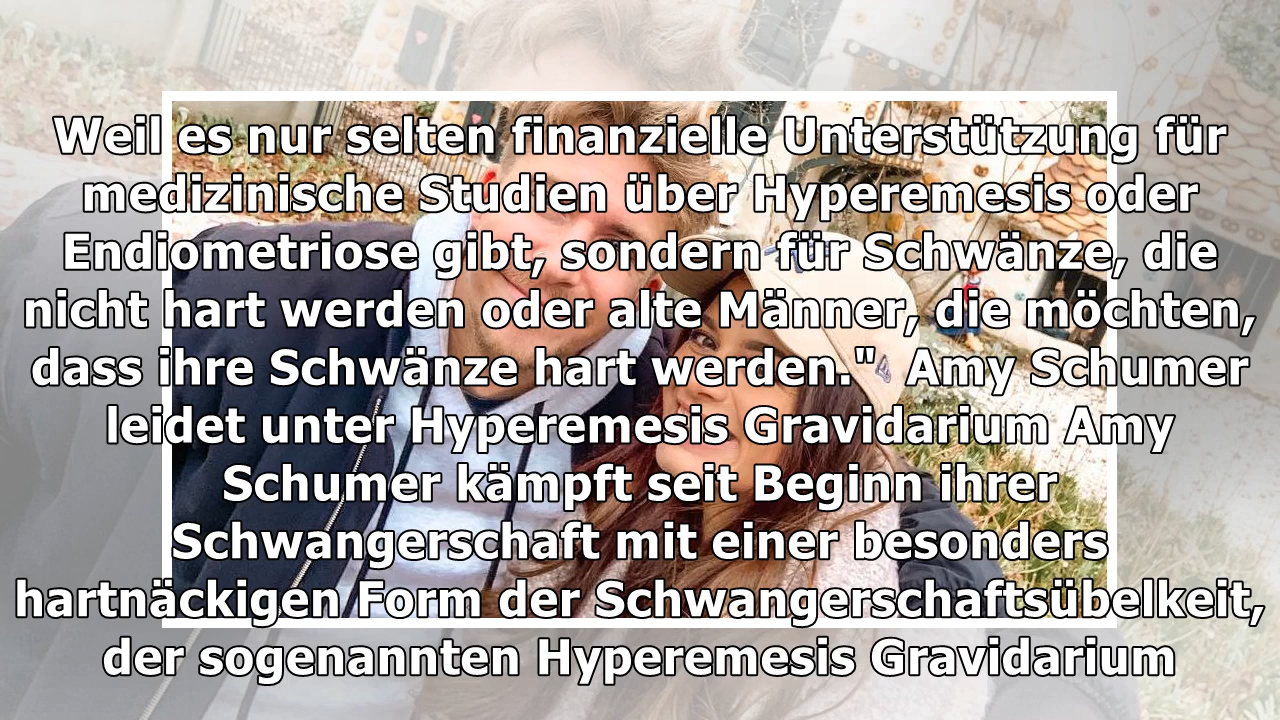 Weil es nur selten finanzielle Unterstützung für
medizinische Studien über Hyperemesis oder
Endiometriose gibt, sondern für Schwänze, die
nicht hart werden oder alte Männer, die möchten,
dass ihre Schwänze hart werden." Amy Schumer
leidet unter Hyperemesis Gravidarium Amy
Schumer kämpft seit Beginn ihrer
Schwangerschaft mit einer besonders
hartnäckigen Form der Schwangerschaftsübelkeit,
der sogenannten Hyperemesis Gravidarium